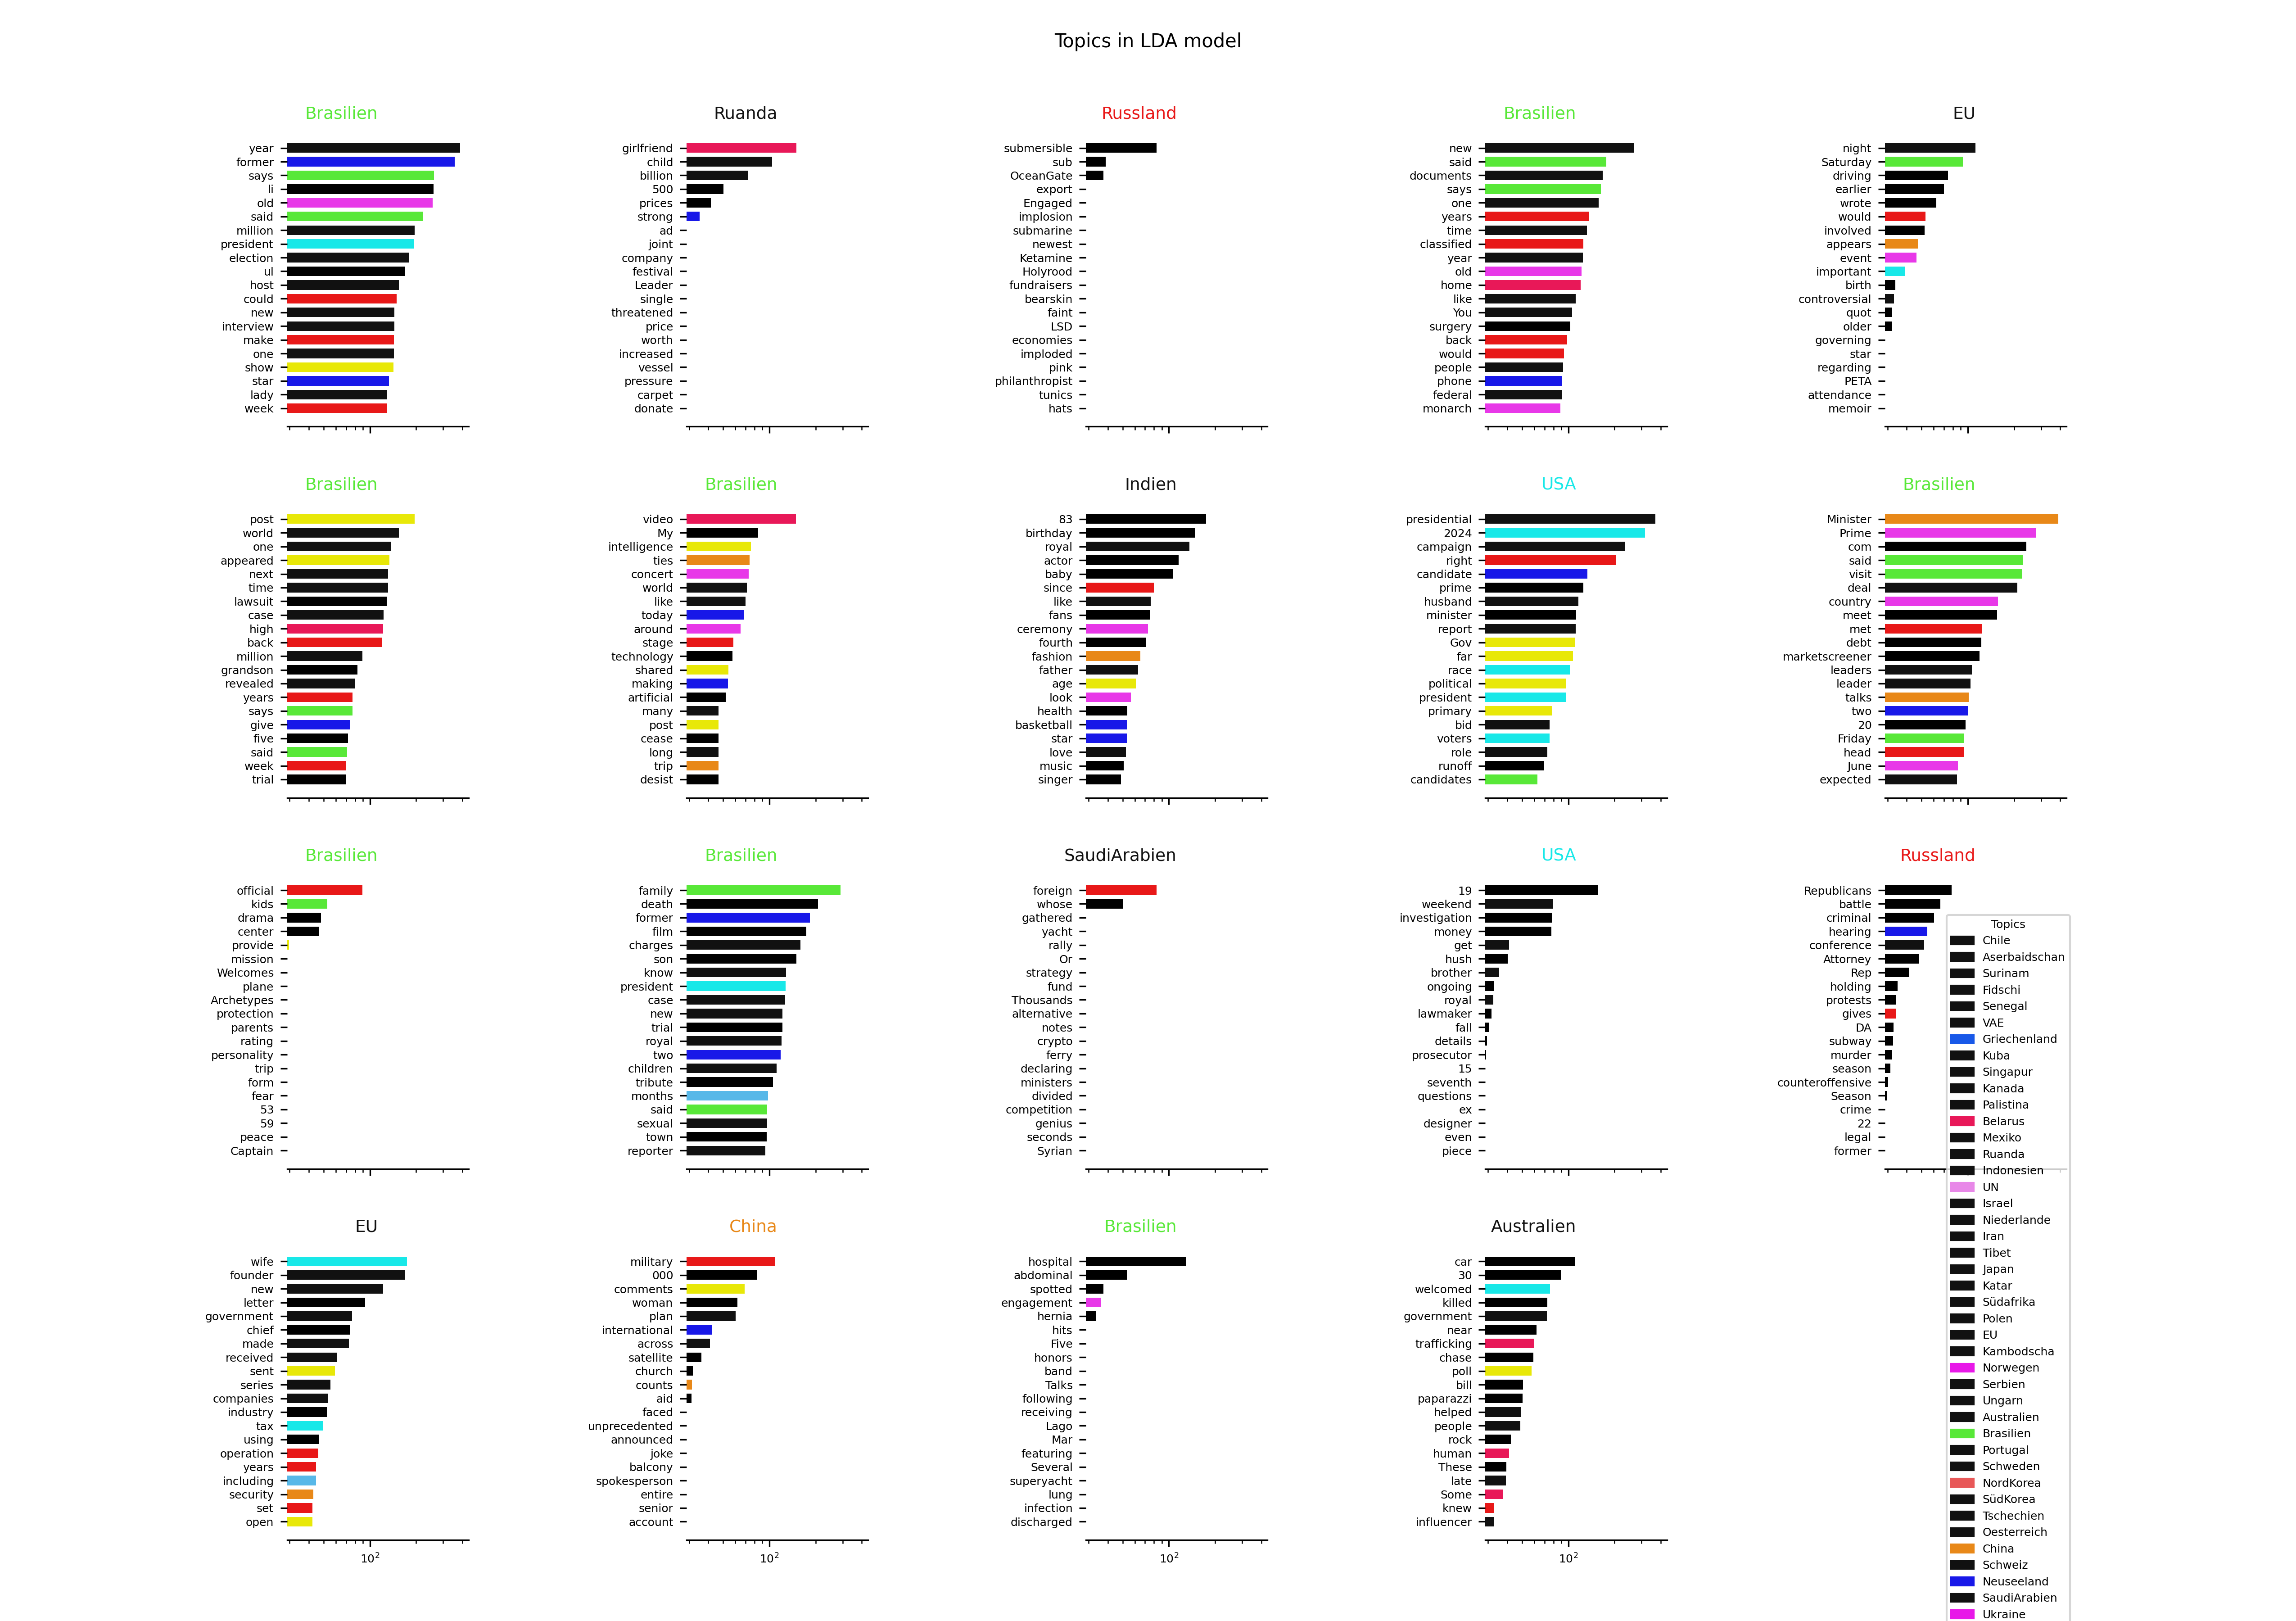 Topics in LDA model
Brasilien
year
former
says
li
old
said
million
president
election
ul
host
could
new
interview
make
one
show
star
lady
week
Ruanda
girlfriend
child
billion
500
prices
strong
ad
joint
company
festival
Leader
single
threatened
price
worth
increased
vessel
pressure
carpet
donate
Russland
submersible
sub
OceanGate
export
Engaged
implosion
submarine
newest
Ketamine
Holyrood
fundraisers
bearskin
faint
LSD
economies
imploded
pink
philanthropist
tunics
hats
Brasilien
new
said
documents
says
one
years
time
classified
year
old
home
like
You
surgery
back
would
people
phone
federal
monarch
EU
night
Saturday
driving
earlier
wrote
would
involved
appears
event
important
birth
controversial
quot
older
governing
star
regarding
PETA
attendance
memoir
Brasilien
post
world
one
appeared
next
time
lawsuit
case
high
back
million
grandson
revealed
years
says
give
five
said
week
trial
Brasilien
video
My
intelligence
ties
concert
world
like
today
around
stage
technology
shared
making
artificial
many
post
cease
long
trip
desist
Indien
83
birthday
royal
actor
baby
since
like
fans
ceremony
fourth
fashion
father
age
look
health
basketball
star
love
music
singer
USA
presidential
2024
campaign
right
candidate
prime
husband
minister
report
Gov
far
race
political
president
primary
bid
voters
role
runoff
candidates
Brasilien
Minister
Prime
com
said
visit
deal
country
meet
met
debt
marketscreener
leaders
leader
talks
two
20
Friday
head
June
expected
Brasilien
official
kids
drama
center
provide
mission
Welcomes
plane
Archetypes
protection
parents
rating
personality
trip
form
fear
53
59
peace
Captain
Brasilien
family
death
former
film
charges
son
know
president
case
new
trial
royal
two
children
tribute
months
said
sexual
town
reporter
SaudiArabien
foreign
whose
gathered
yacht
rally
Or
strategy
fund
Thousands
alternative
notes
crypto
ferry
declaring
ministers
divided
competition
genius
seconds
Syrian
USA
19
weekend
investigation
money
get
hush
brother
ongoing
royal
lawmaker
fall
details
prosecutor
15
seventh
questions
ex
designer
even
piece
Russland
Republicans
battle
criminal
hearing
conference
Attorney
Rep
holding
protests
gives
DA
subway
murder
season
counteroffensive
Season
crime
22
legal
former
EU
wife
founder
new
letter
government
chief
made
received
sent
series
companies
industry
tax
using
operation
years
including
security
set
open
10²
China
military
000
comments
woman
plan
international
across
satellite
church
counts
aid
faced
unprecedented
announced
joke
balcony
spokesperson
entire
senior
account
10²
Brasilien
hospital
abdominal
spotted
engagement
hernia
hits
Five
honors
band
Talks
following
receiving
Lago
Mar
featuring
Several
superyacht
lung
infection
discharged
10²
Australien
car
30
welcomed
killed
government
near
trafficking
chase
poll
bill
paparazzi
helped
people
rock
human
These
late
Some
knew
influencer
10²
Topics
Chile
Aserbaidschan
Surinam
Fidschi
Senegal
VAE
Griechenland
Kuba
Singapur
Kanada
Palistina
Belarus
Mexiko
Ruanda
Indonesien
UN
Israel
Niederlande
Iran
Tibet
Japan
Katar
Südafrika
Polen
EU
Kambodscha
Norwegen
Serbien
Ungarn
Australien
Brasilien
Portugal
Schweden
NordKorea
SüdKorea
Tschechien
Oesterreich
China
Schweiz
Neuseeland
SaudiArabien
Ukraine